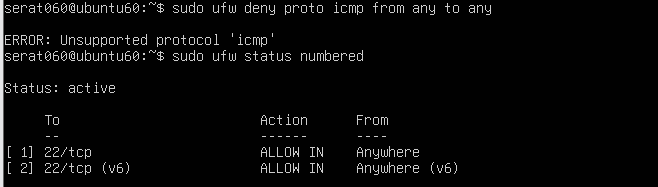 serat060@ubuntu60:~$ sudo ufw deny proto icmp from any to any
ERROR: Unsupported protocol 'icmp'
serat060@ubuntu60:~$ sudo ufw status numbered
Status: active
To Action From
-- ------ ----
[ 1] 22/tcp ALLOW IN Anywhere
[ 2] 22/tcp (v6) ALLOW IN Anywhere (v6)